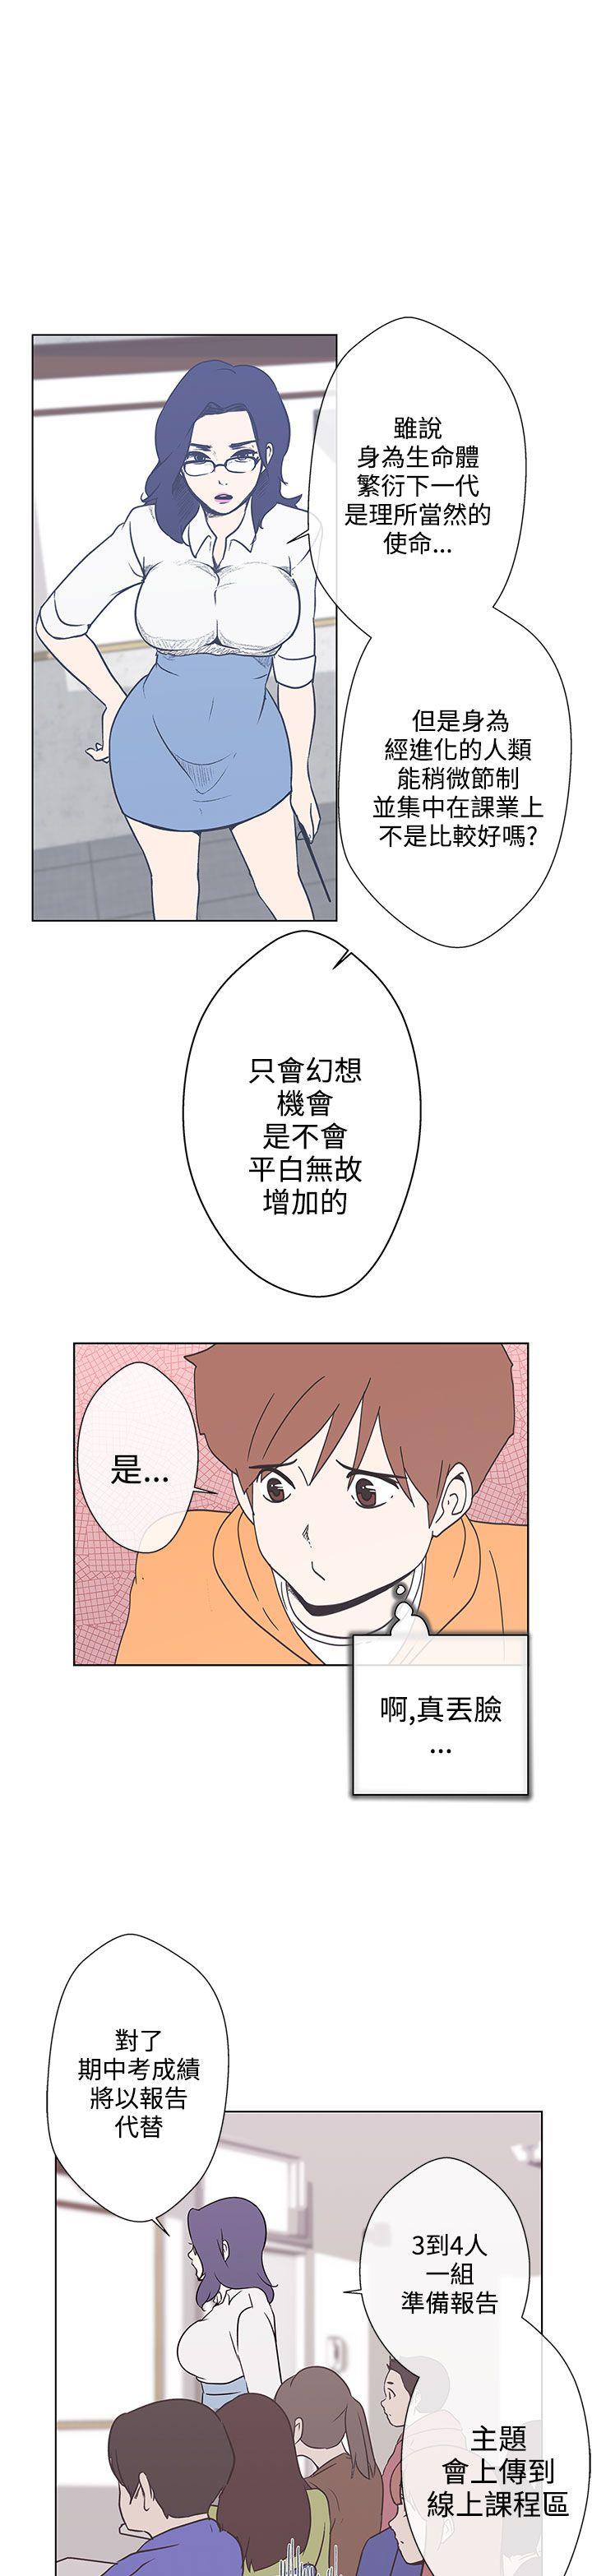 雖說
身為生命體
繁衍下一代
是理所當然的
使命...
但是身為
經進化的人類
能稍微節制
並集中在課業上
不是比較好嗎?
只會幻想
機會
是不會
平白無故
增加的
是...
啊,真丟臉
...
對了
期中考成績
將以報告
代替
3到4人
一組
準備報告
主題
會上傳到
線上課程區